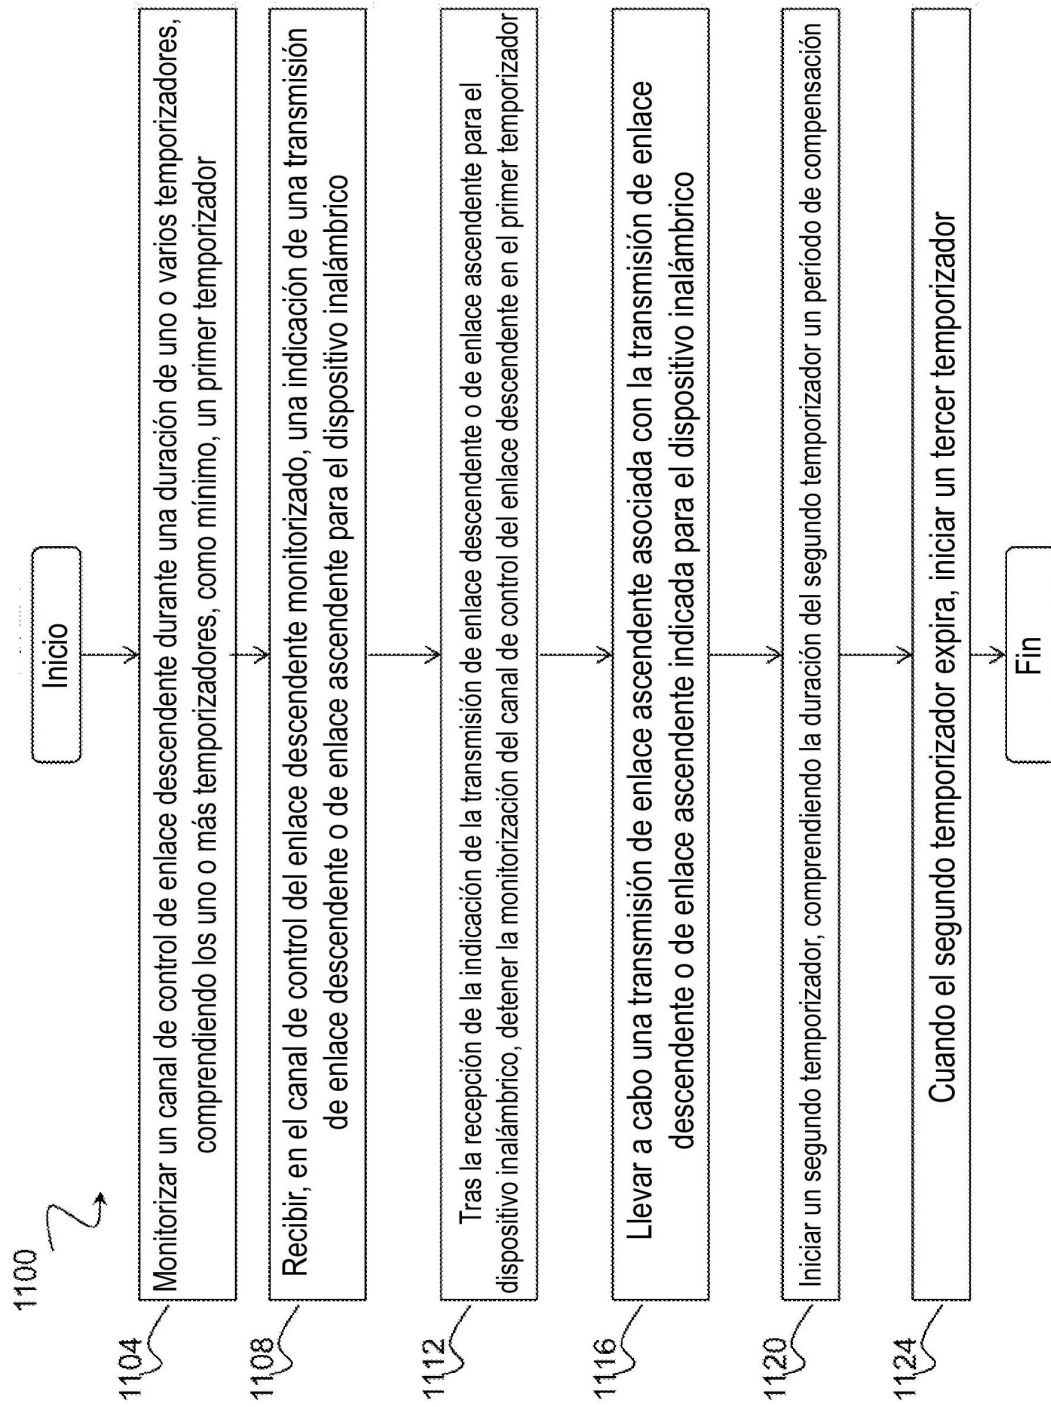 1100
Inicio
1104
Monitorizar un canal de control de enlace descendente durante una duración de uno o varios temporizadores,
comprendiendo los uno o más temporizadores, como mínimo, un primer temporizador
1108
Recibir, en el canal de control del enlace descendente monitorizado, una indicación de una transmisión
de enlace descendente o de enlace ascendente para el dispositivo inalámbrico
1112
Tras la recepción de la indicación de la transmisión de enlace descendente o de enlace ascendente para el
dispositivo inalámbrico, detener la monitorización del canal de control del enlace descendente en el primer temporizador
1116
Llevar a cabo una transmisión de enlace ascendente asociada con la transmisión de enlace
descendente o de enlace ascendente indicada para el dispositivo inalámbrico
1120
Iniciar un segundo temporizador, comprendiendo la duración del segundo temporizador un período de compensación
1124
Cuando el segundo temporizador expira, iniciar un tercer temporizador
Fin